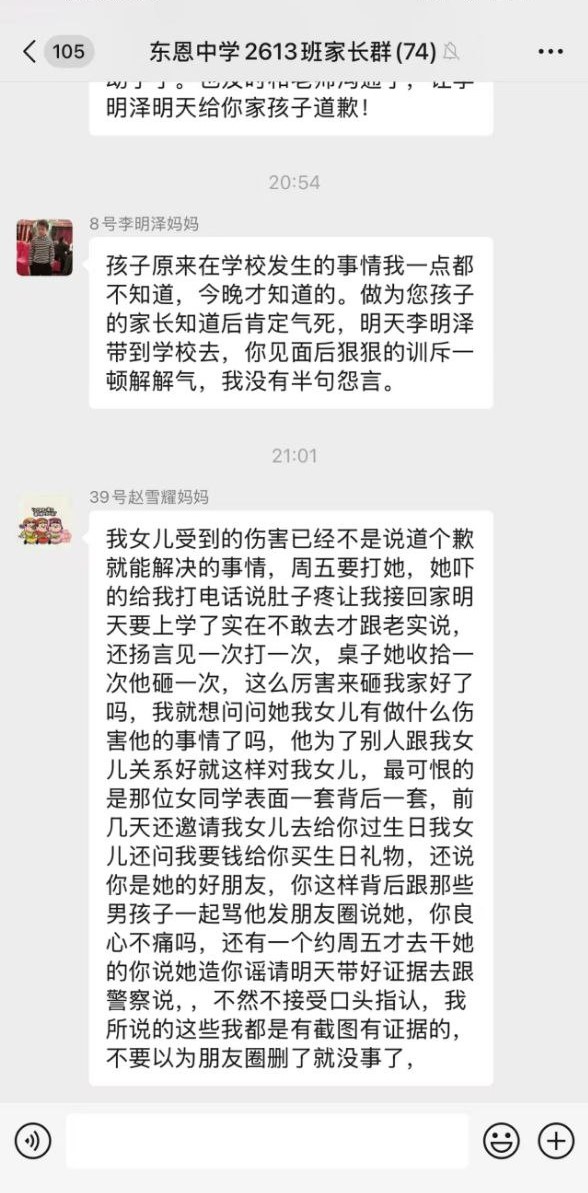 105
东恩中学2613班家长群(74)
明泽明天给你家孩子道歉！
20:54
8号李明泽妈妈
孩子原来在学校发生的事情我一点都
不知道，今晚才知道的。做为您孩子
的家长知道后肯定气死，明天李明泽
带到学校去，你见面后狠狠的训斥一
顿解解气，我没有半句怨言。
21:01
39号赵雪耀妈妈
我女儿受到的伤害已经不是说道个歉
就能解决的事情，周五要打她，她吓
的给我打电话说肚子疼让我接回家明
天要上学了实在不敢去才跟老实说，
还扬言见一次打一次，桌子她收拾一
次他砸一次，这么厉害来砸我家好了
吗，我就想问问她我女儿有做什么伤
害他的事情了吗，他为了别人跟我女
儿关系好就这样对我女儿，最可恨的
是那位女同学表面一套背后一套，前
几天还邀请我女儿去给你过生日我女
儿还问我要钱给你买生日礼物，还说
你是她的好朋友，你这样背后跟那些
男孩子一起骂他发朋友圈说她，你良
心不痛吗，还有一个约周五才去干她
的你说她造你谣请明天带好证据去跟
警察说，，不然不接受口头指认，我
所说的这些我都是有截图有证据的，
不要以为朋友圈删了就没事了，